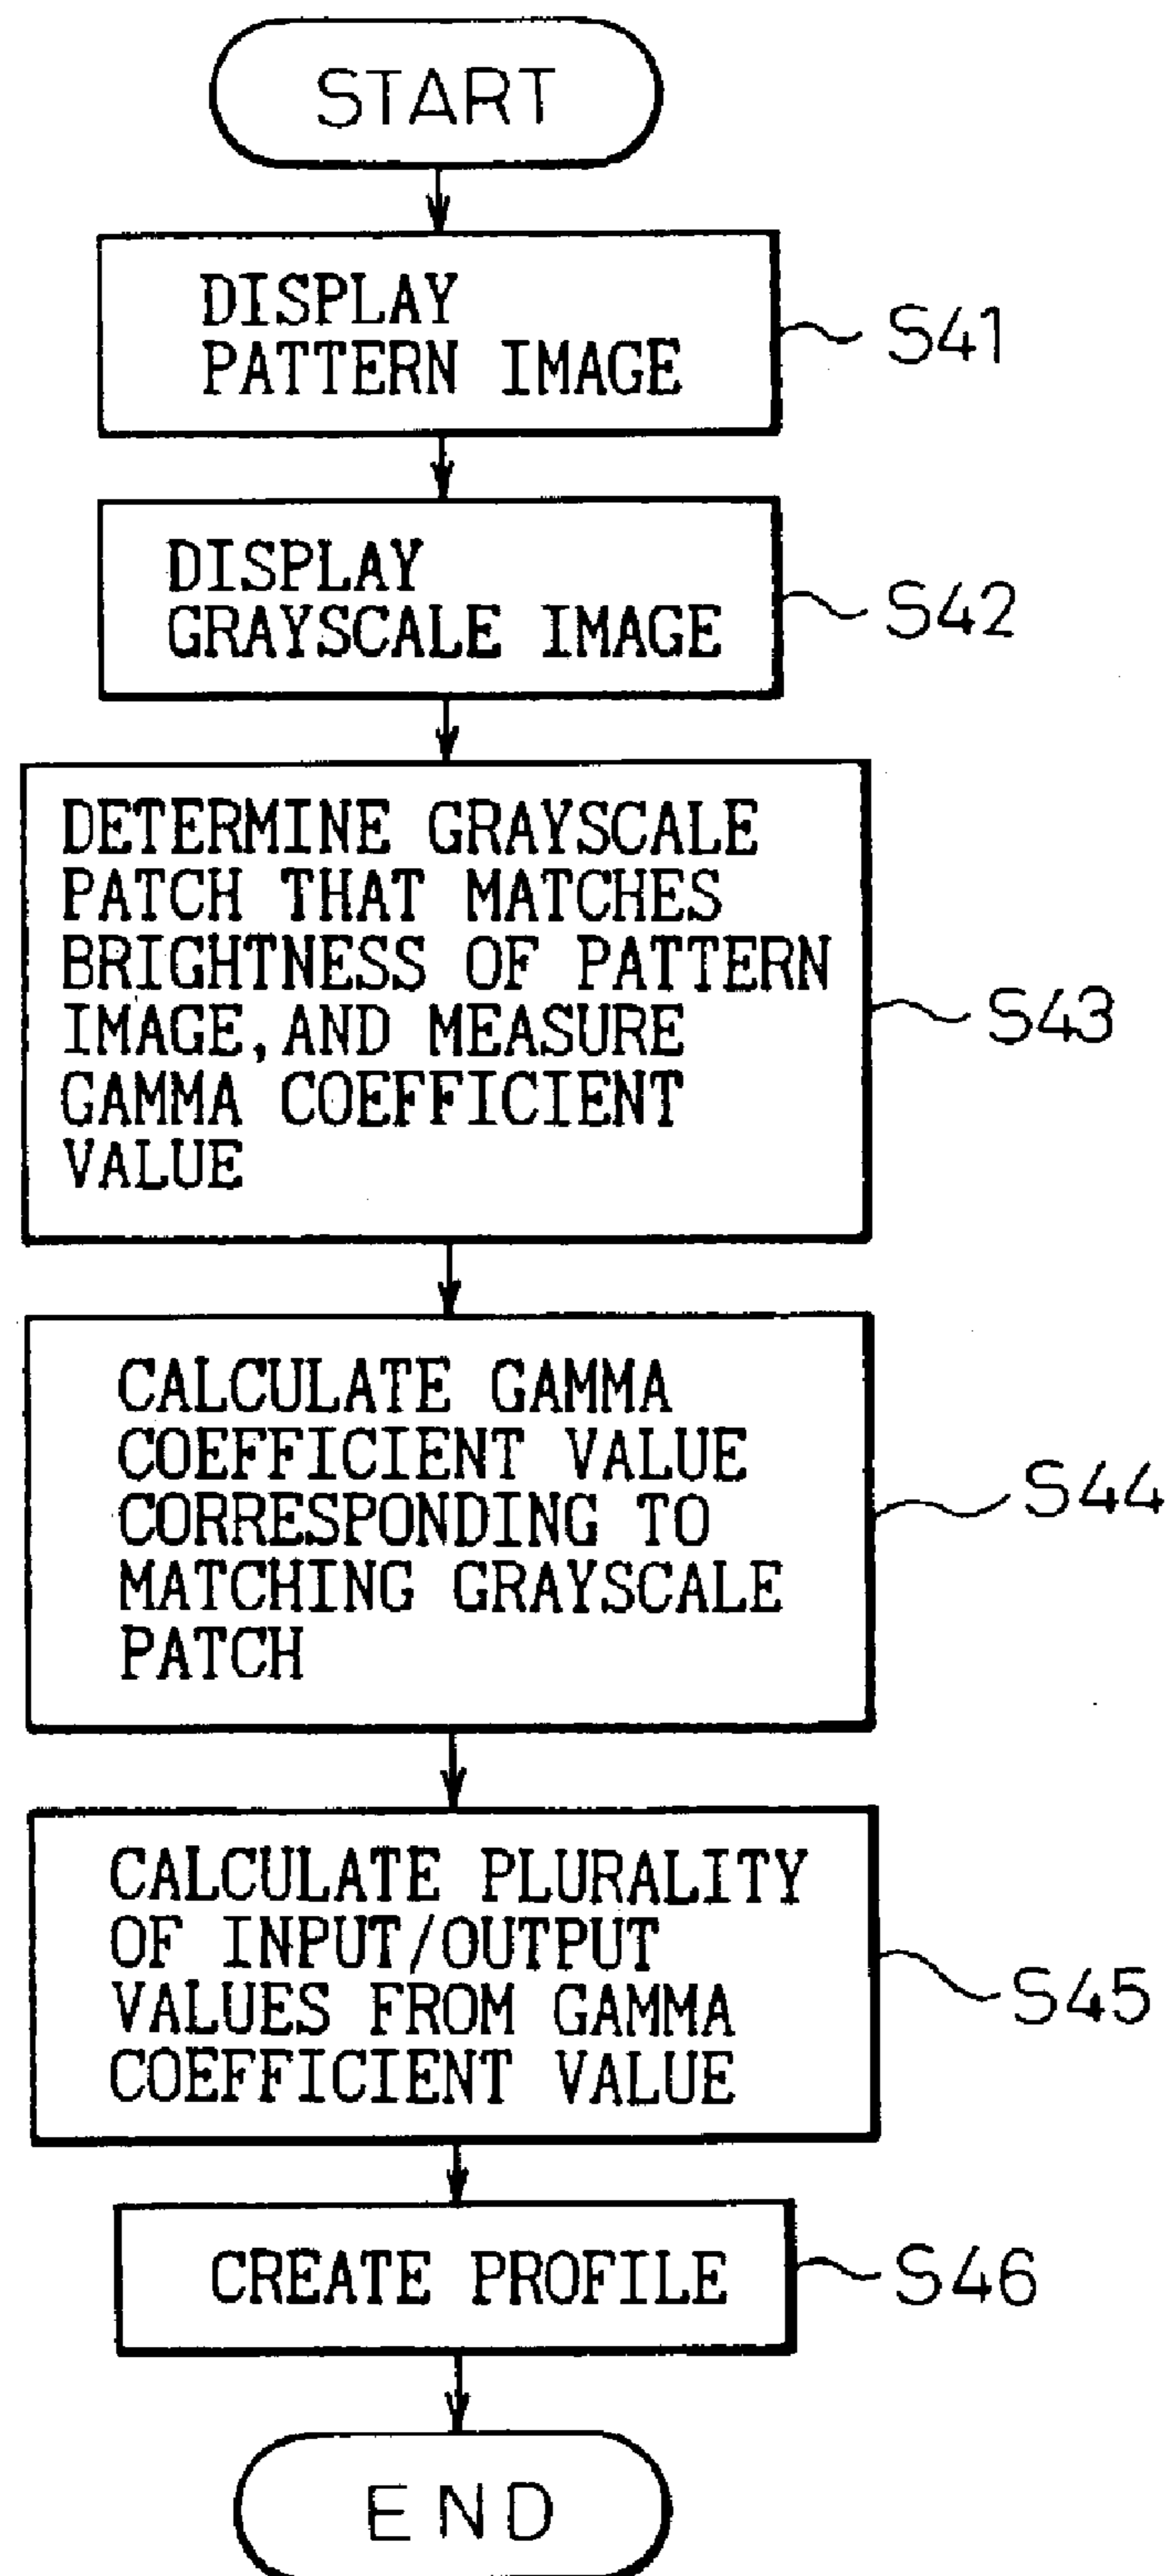 START
DISPLAY
PATTERN IMAGE
S41
DISPLAY
GRAYSCALE IMAGE
S42
DETERMINE GRAYSCALE
PATCH THAT MATCHES
BRIGHTNESS OF PATTERN
IMAGE, AND MEASURE
GAMMA COEFFICIENT
VALUE
S43
CALCULATE GAMMA
COEFFICIENT VALUE
CORRESPONDING TO
MATCHING GRAYSCALE
PATCH
S44
CALCULATE PLURALITY
OF INPUT/OUTPUT
VALUES FROM GAMMA
COEFFICIENT VALUE
S45
CREATE PROFILE
S46
END